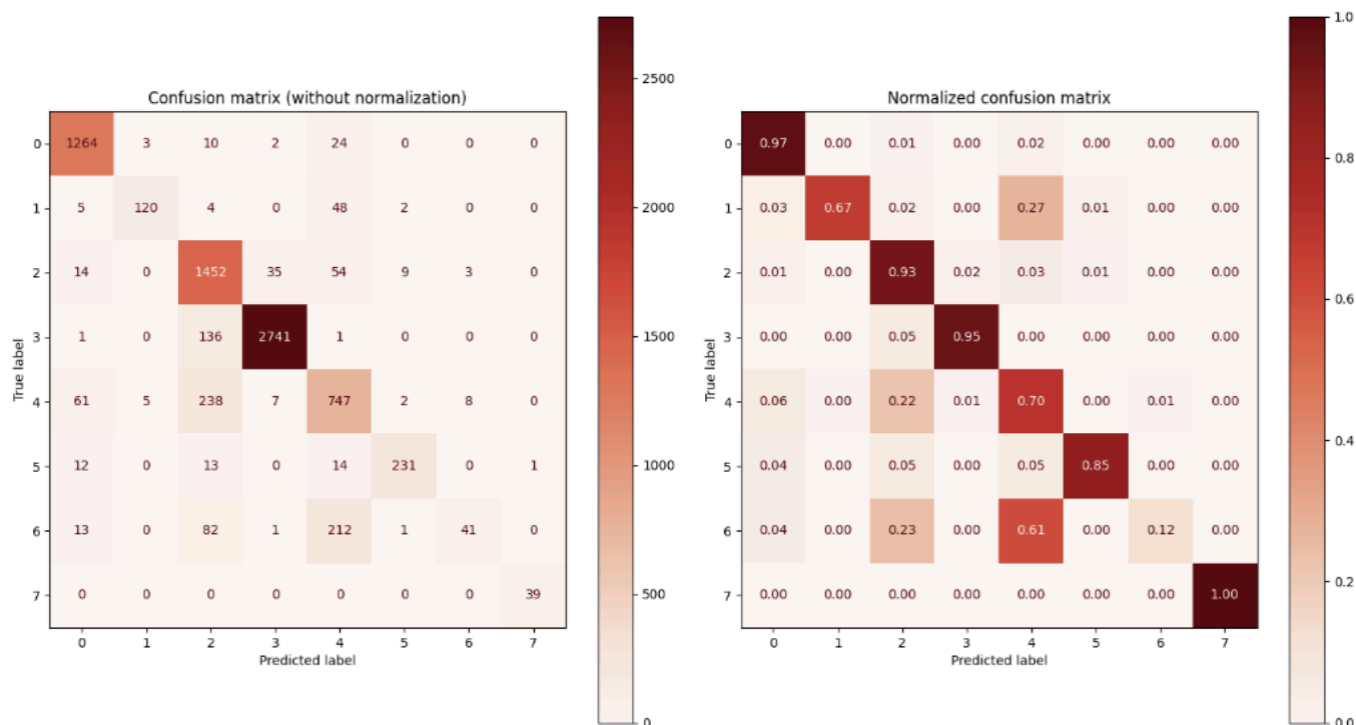 Confusion matrix (without normalization)
0 1264 3 10 2 24 0 0 0
1 5 120 4 0 48 2 0 0
2 14 0 1452 35 54 9 3 0
3 1 0 136 2741 1 0 0 0
4 61 5 238 7 747 2 8 0
5 12 0 13 0 14 231 0 1
6 13 0 82 1 212 1 41 0
7 0 0 0 0 0 0 0 39
0 1 2 3 4 5 6 7
True label
Predicted label
2500
2000
1500
1000
500
0
Normalized confusion matrix
0 0.97 0.00 0.01 0.00 0.02 0.00 0.00 0.00
1 0.03 0.67 0.02 0.00 0.27 0.01 0.00 0.00
2 0.01 0.00 0.93 0.02 0.03 0.01 0.00 0.00
3 0.00 0.00 0.05 0.95 0.00 0.00 0.00 0.00
4 0.06 0.00 0.22 0.01 0.70 0.00 0.01 0.00
5 0.04 0.00 0.05 0.00 0.05 0.85 0.00 0.00
6 0.04 0.00 0.23 0.00 0.61 0.00 0.12 0.00
7 0.00 0.00 0.00 0.00 0.00 0.00 0.00 1.00
0 1 2 3 4 5 6 7
True label
Predicted label
1.0
0.8
0.6
0.4
0.2
0.0